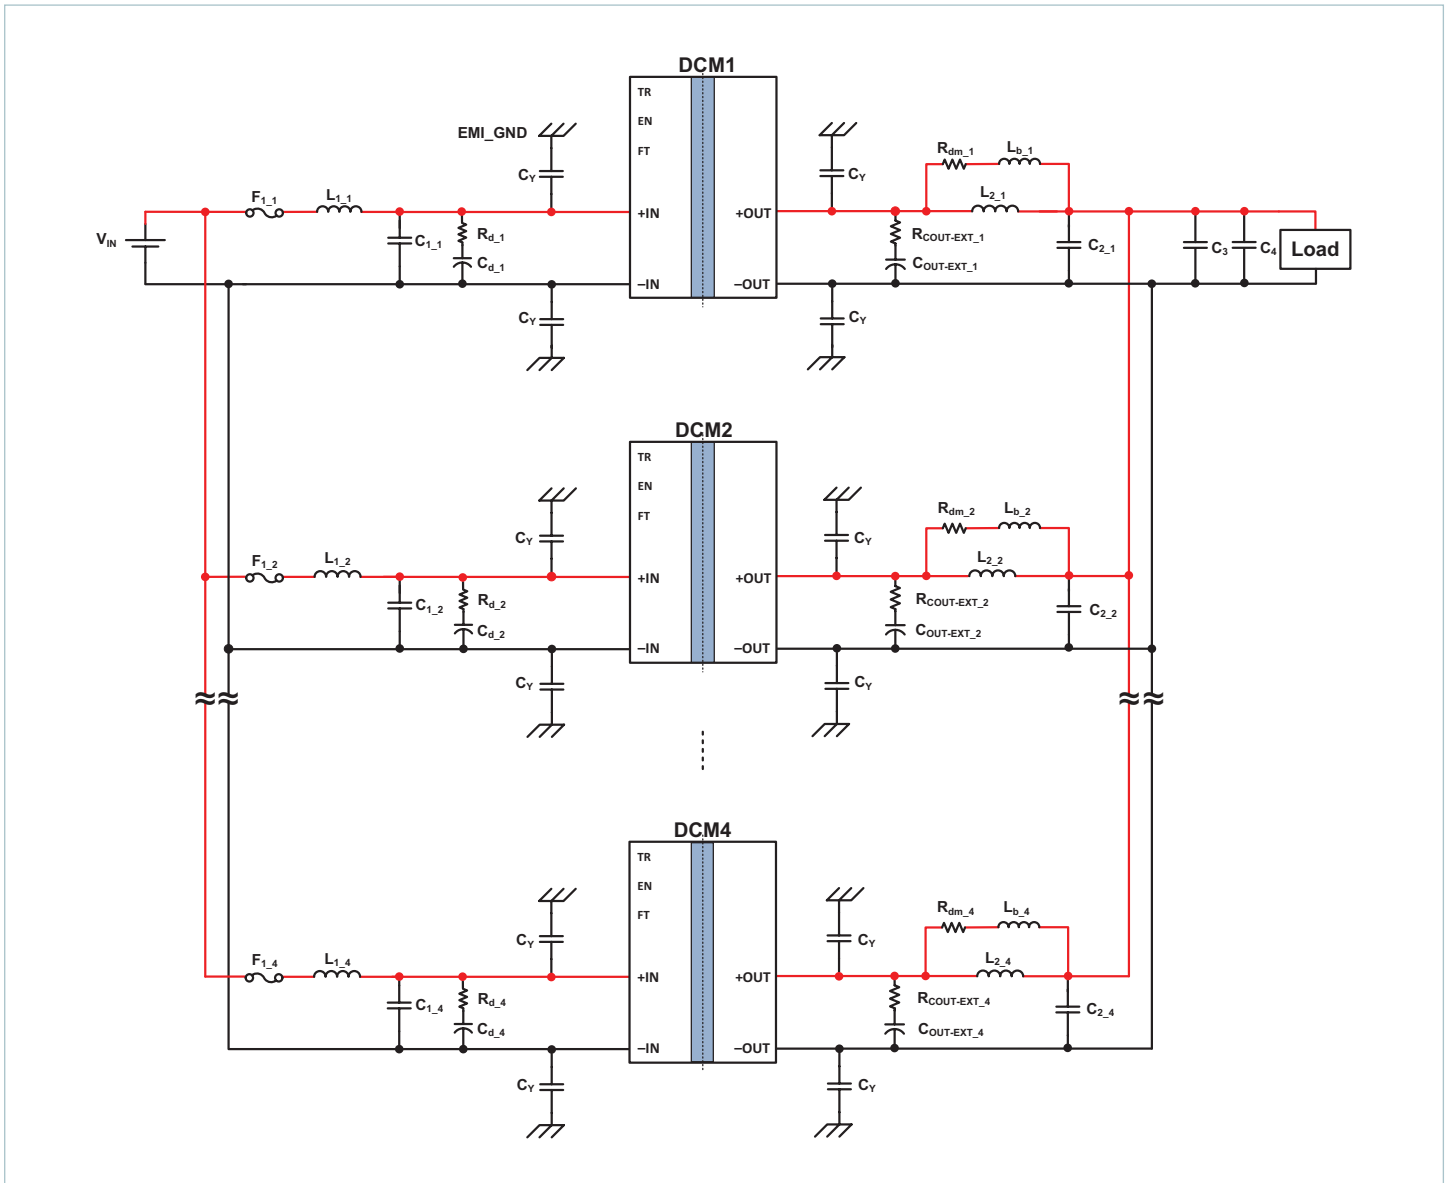 DCM1
TR
EN
FT
+IN
–IN
+OUT
–OUT
EMI_GND
CY
CY
CY
CY
VIN
F1_1
L1_1
C1_1
Rd_1
Cd_1
RCOUT-EXT_1
COUT-EXT_1
Rdm_1
Lb_1
L2_1
C2_1
C3
C4
Load
DCM2
TR
EN
FT
+IN
–IN
+OUT
–OUT
CY
CY
CY
CY
F1_2
L1_2
C1_2
Rd_2
Cd_2
RCOUT-EXT_2
COUT-EXT_2
Rdm_2
Lb_2
L2_2
C2_2
DCM4
TR
EN
FT
+IN
–IN
+OUT
–OUT
CY
CY
CY
CY
F1_4
L1_4
C1_4
Rd_4
Cd_4
RCOUT-EXT_4
COUT-EXT_4
Rdm_4
Lb_4
L2_4
C2_4